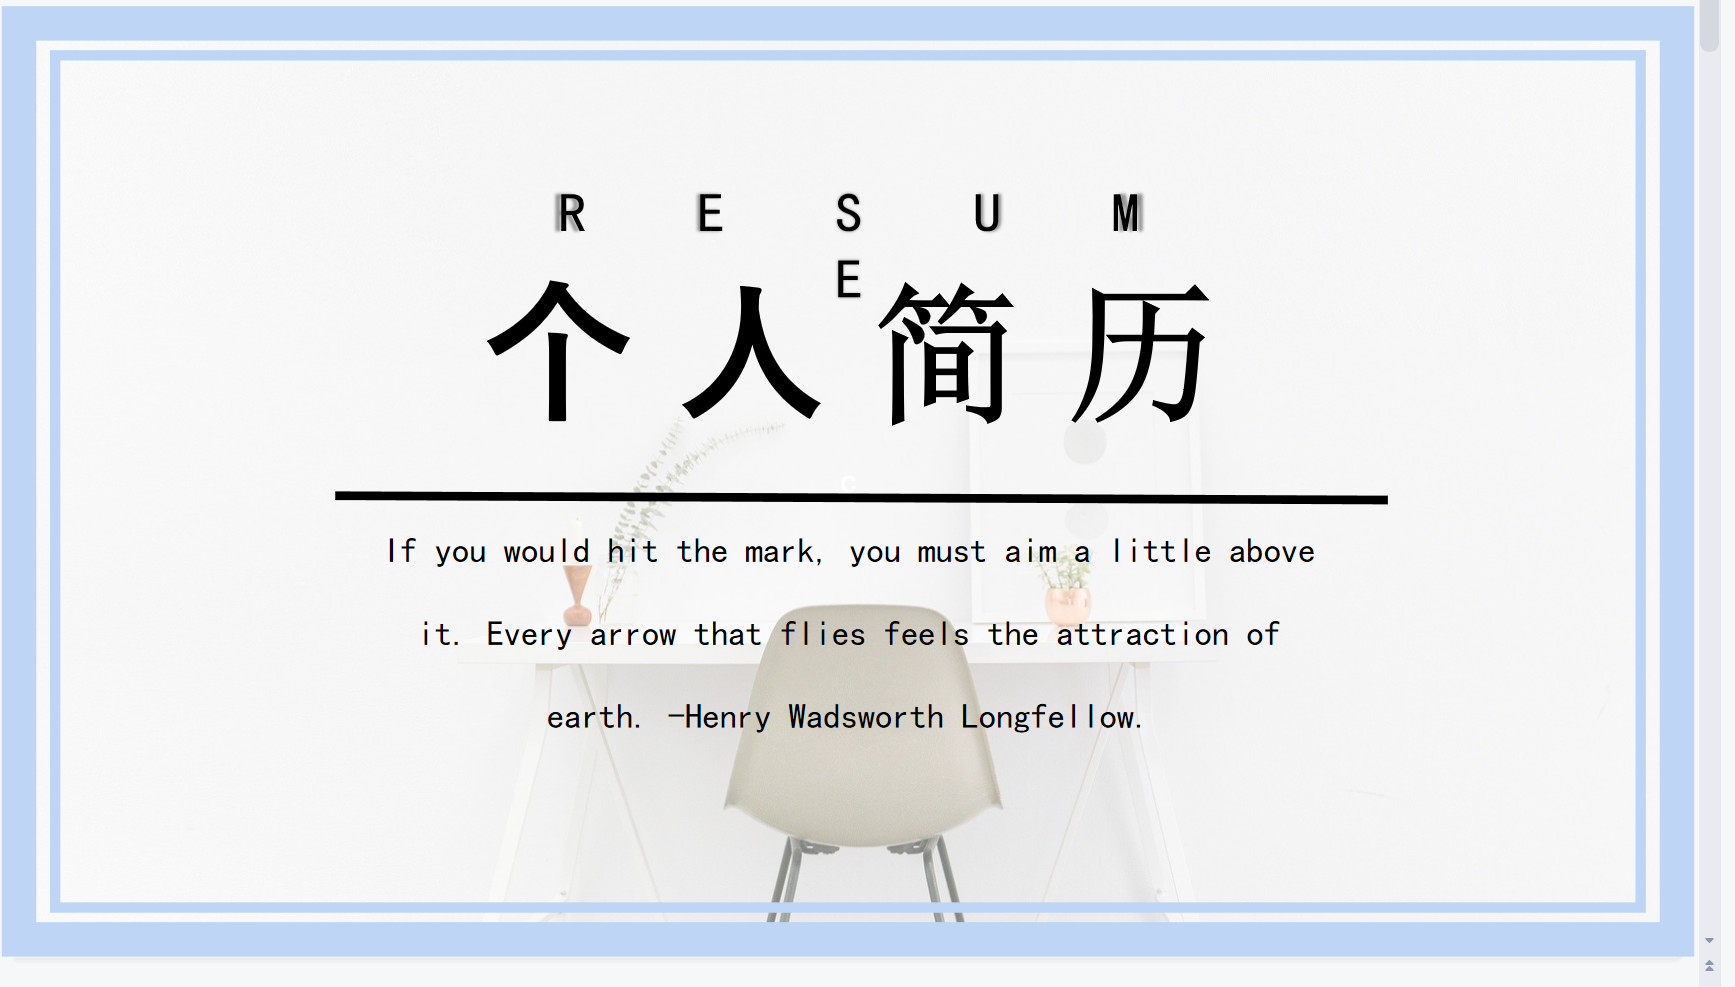 R E S U M
E
个人简历
C
If you would hit the mark, you must aim a little above
it. Every arrow that flies feels the attraction of
earth. -Henry Wadsworth Longfellow.